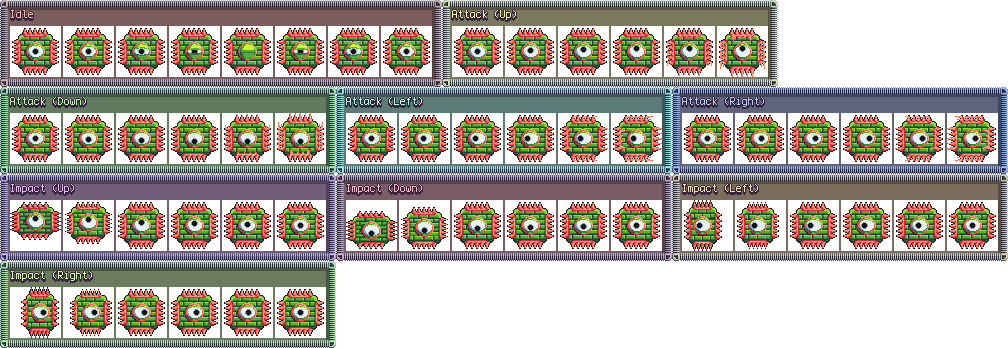 Idle
Attack (Up)
Attack (Down)
Attack (Left)
Attack (Right)
Impact (Up)
Impact (Down)
Impact (Left)
Impact (Right)